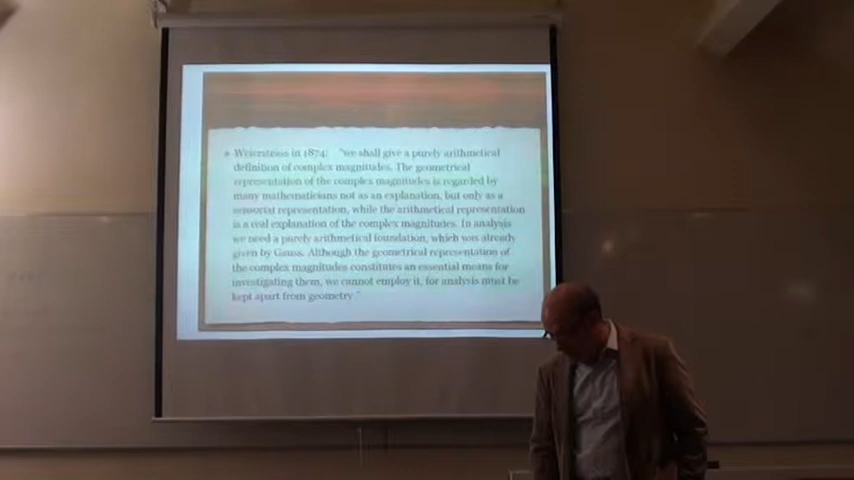 Weierstrass in 1874: "we shall give a purely arithmetical
definition of complex magnitudes. The geometrical
representation of the complex magnitudes is regarded by
many mathematicians not as an explanation, but only as a
sensorial representation, while the arithmetical representation
is a real explanation of the complex magnitudes. In analysis
we need a purely arithmetical foundation, which was already
given by Gauss. Although the geometrical representation of
the complex magnitudes constitutes an essential means for
investigating them, we cannot employ it, for analysis must be
kept apart from geometry."